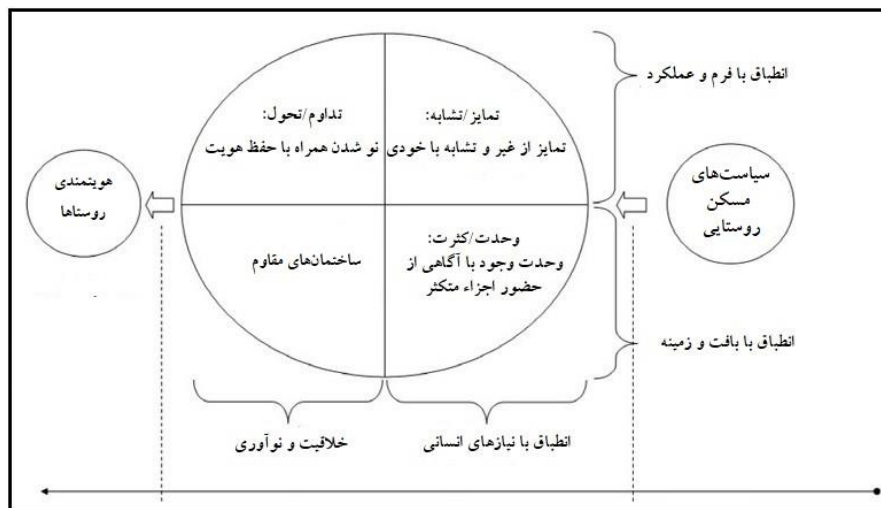 انطباق با فرم و عملکرد
تمایز/تشابه:
تمایز از غیر و تشابه با خودی
تداوم/تحول:
نو شدن همراه با حفظ هویت
سیاست‌های
مسکن
روستایی
هویتمندی
روستاها
وحدت/کثرت:
وحدت وجود با آگاهی از
حضور اجزاء متکثر
ساختمان‌های مقاوم
انطباق با بافت و زمینه
انطباق با نیازهای انسانی
خلاقیت و نوآوری